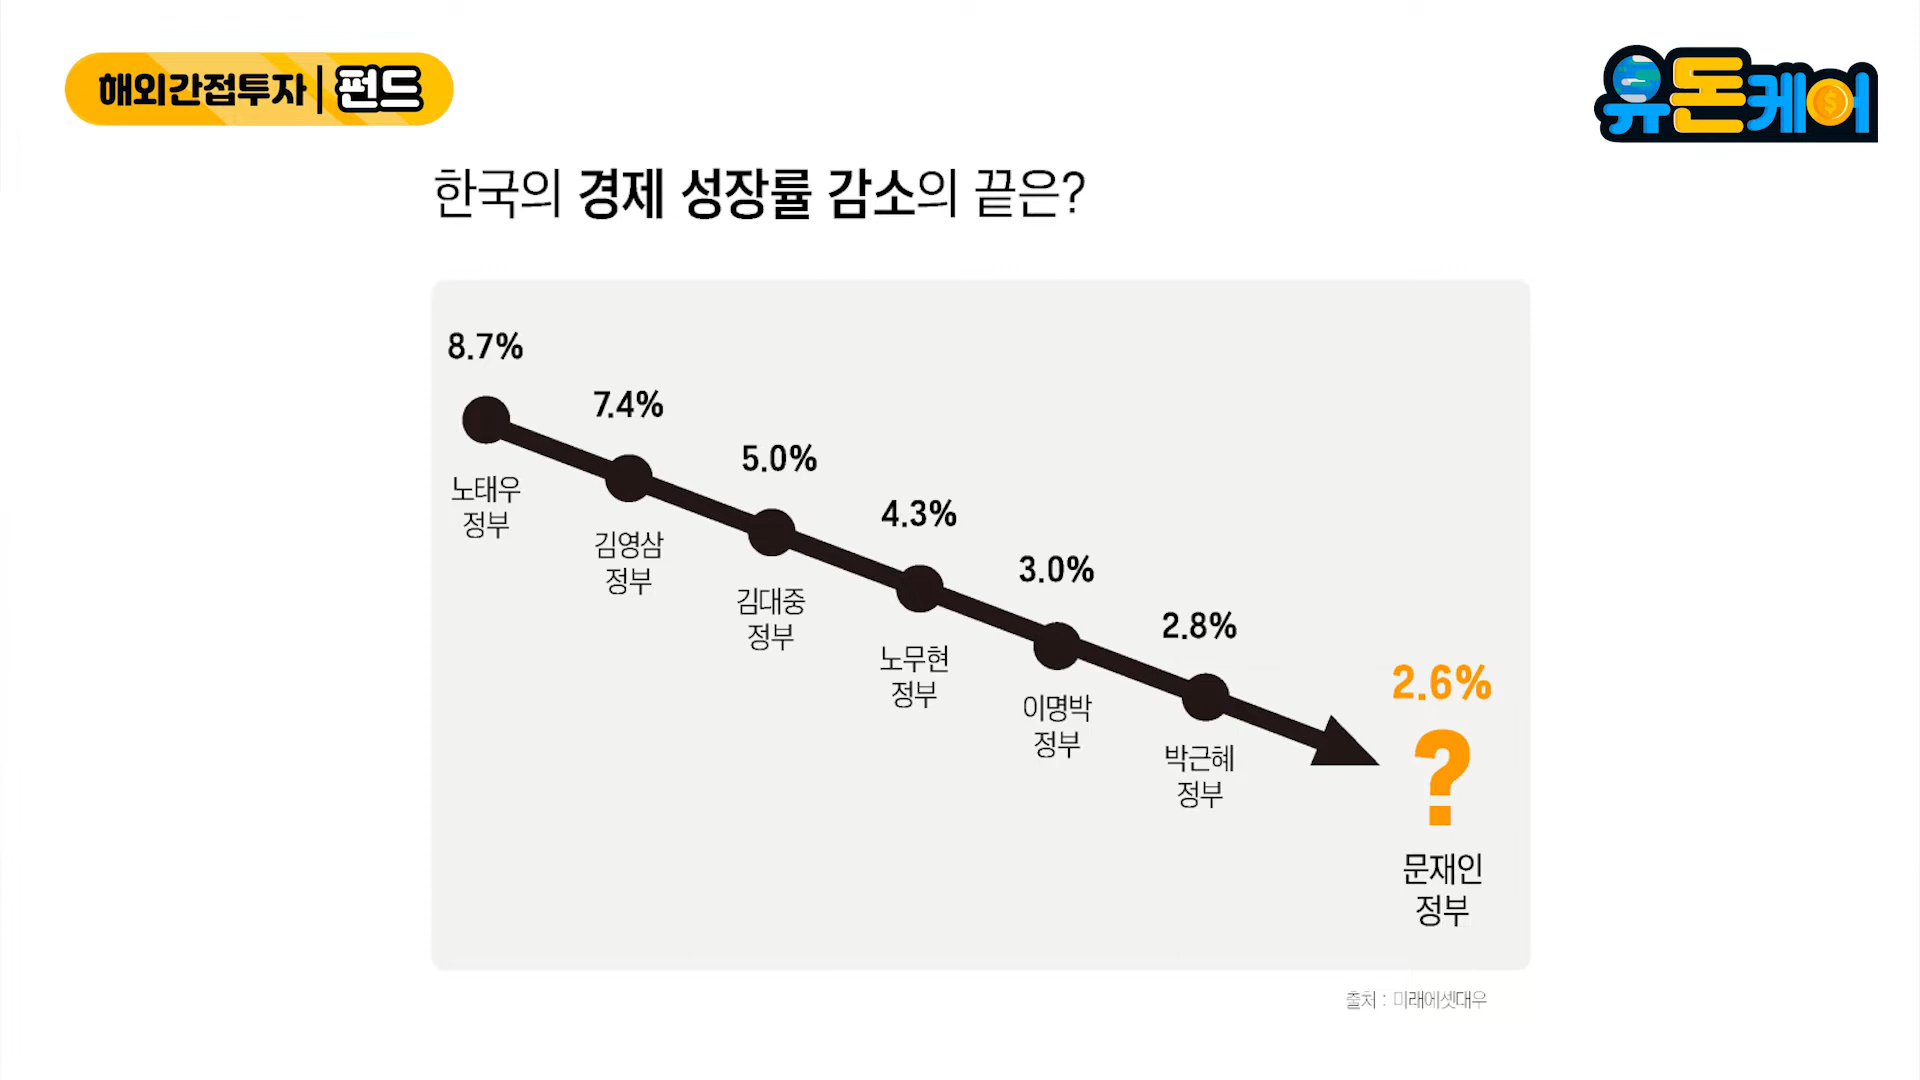 해외간접투자 | 펀드
유돈케어
한국의 경제 성장률 감소의 끝은?
8.7%
노태우
정부
7.4%
김영삼
정부
5.0%
김대중
정부
4.3%
노무현
정부
3.0%
이명박
정부
2.8%
박근혜
정부
2.6%
?
문재인
정부
출처 : 미래에셋대우